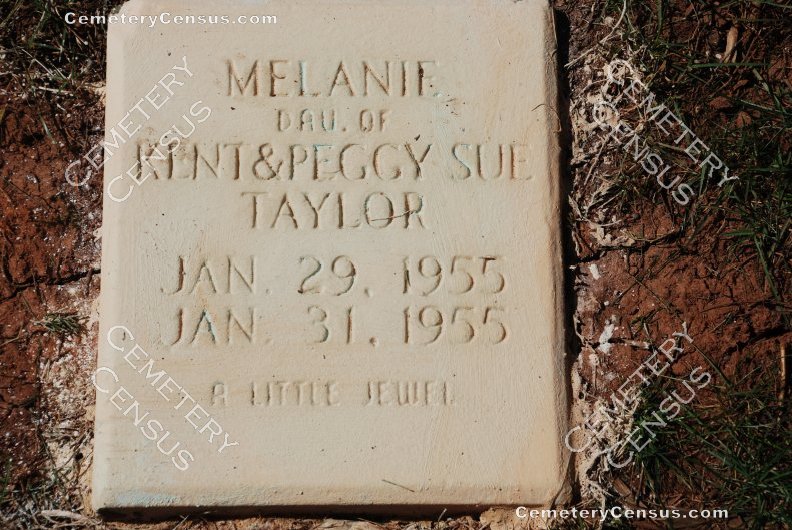 CemeteryCensus.com
MELANIE
DAU. OF
KENT&PEGGY SUE
TAYLOR
JAN. 29, 1955
JAN. 31, 1955
A LITTLE JEWEL
CEMETERY
CENSUS
CEMETERY
CENSUS
CEMETERY
CENSUS
CEMETERY
CENSUS
CemeteryCensus.com